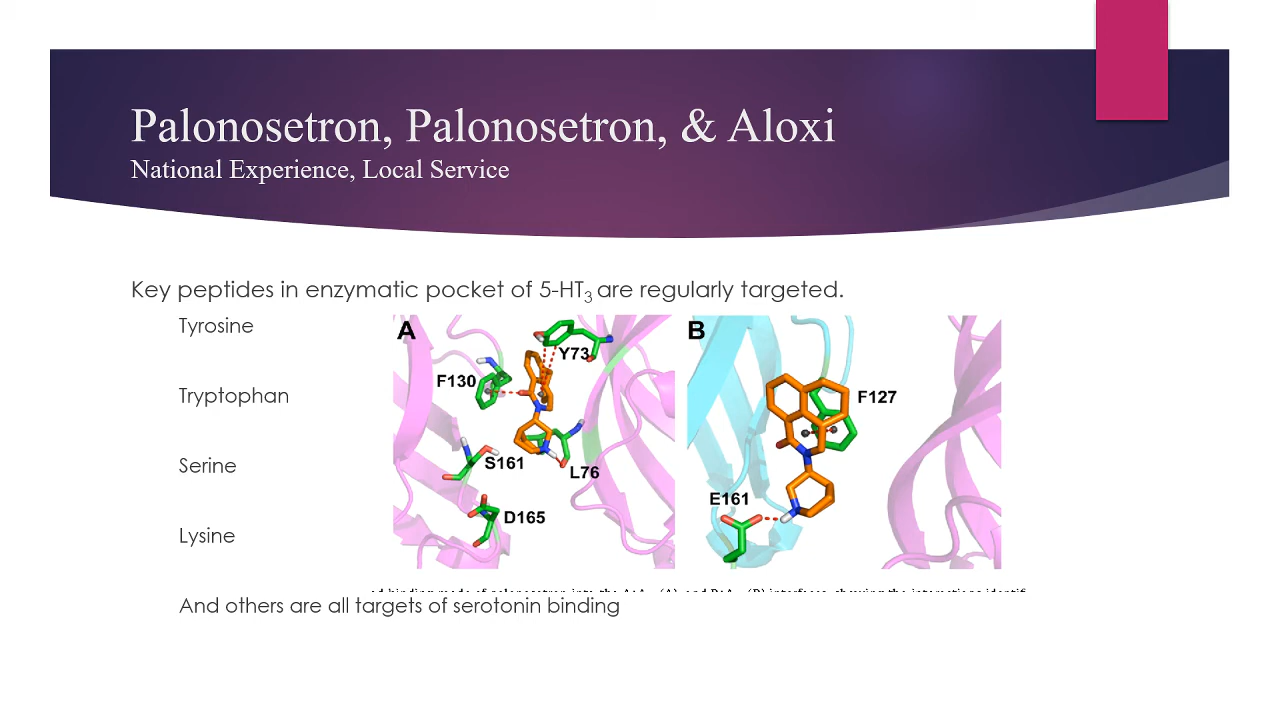 Palonosetron, Palonosetron, & Aloxi
National Experience, Local Service
Key peptides in enzymatic pocket of 5-HT₃ are regularly targeted.
Tyrosine
Tryptophan
Serine
Lysine
A
Y73
F130
S161
L76
D165
B
F127
E161
And others are all targets of serotonin binding